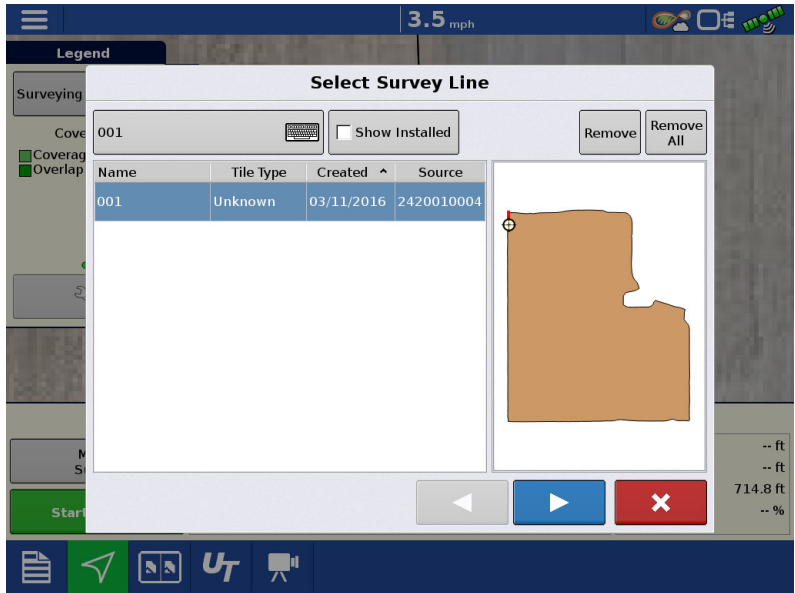 3.5 mph
Legend
Select Survey Line
Surveying
001
Show Installed
Remove
Remove All
Cove
Coverag
Overlap
Name Tile Type Created Source
001 Unknown 03/11/2016 2420010004
M
S
-- ft
-- ft
714.8 ft
-- %
Start
UT